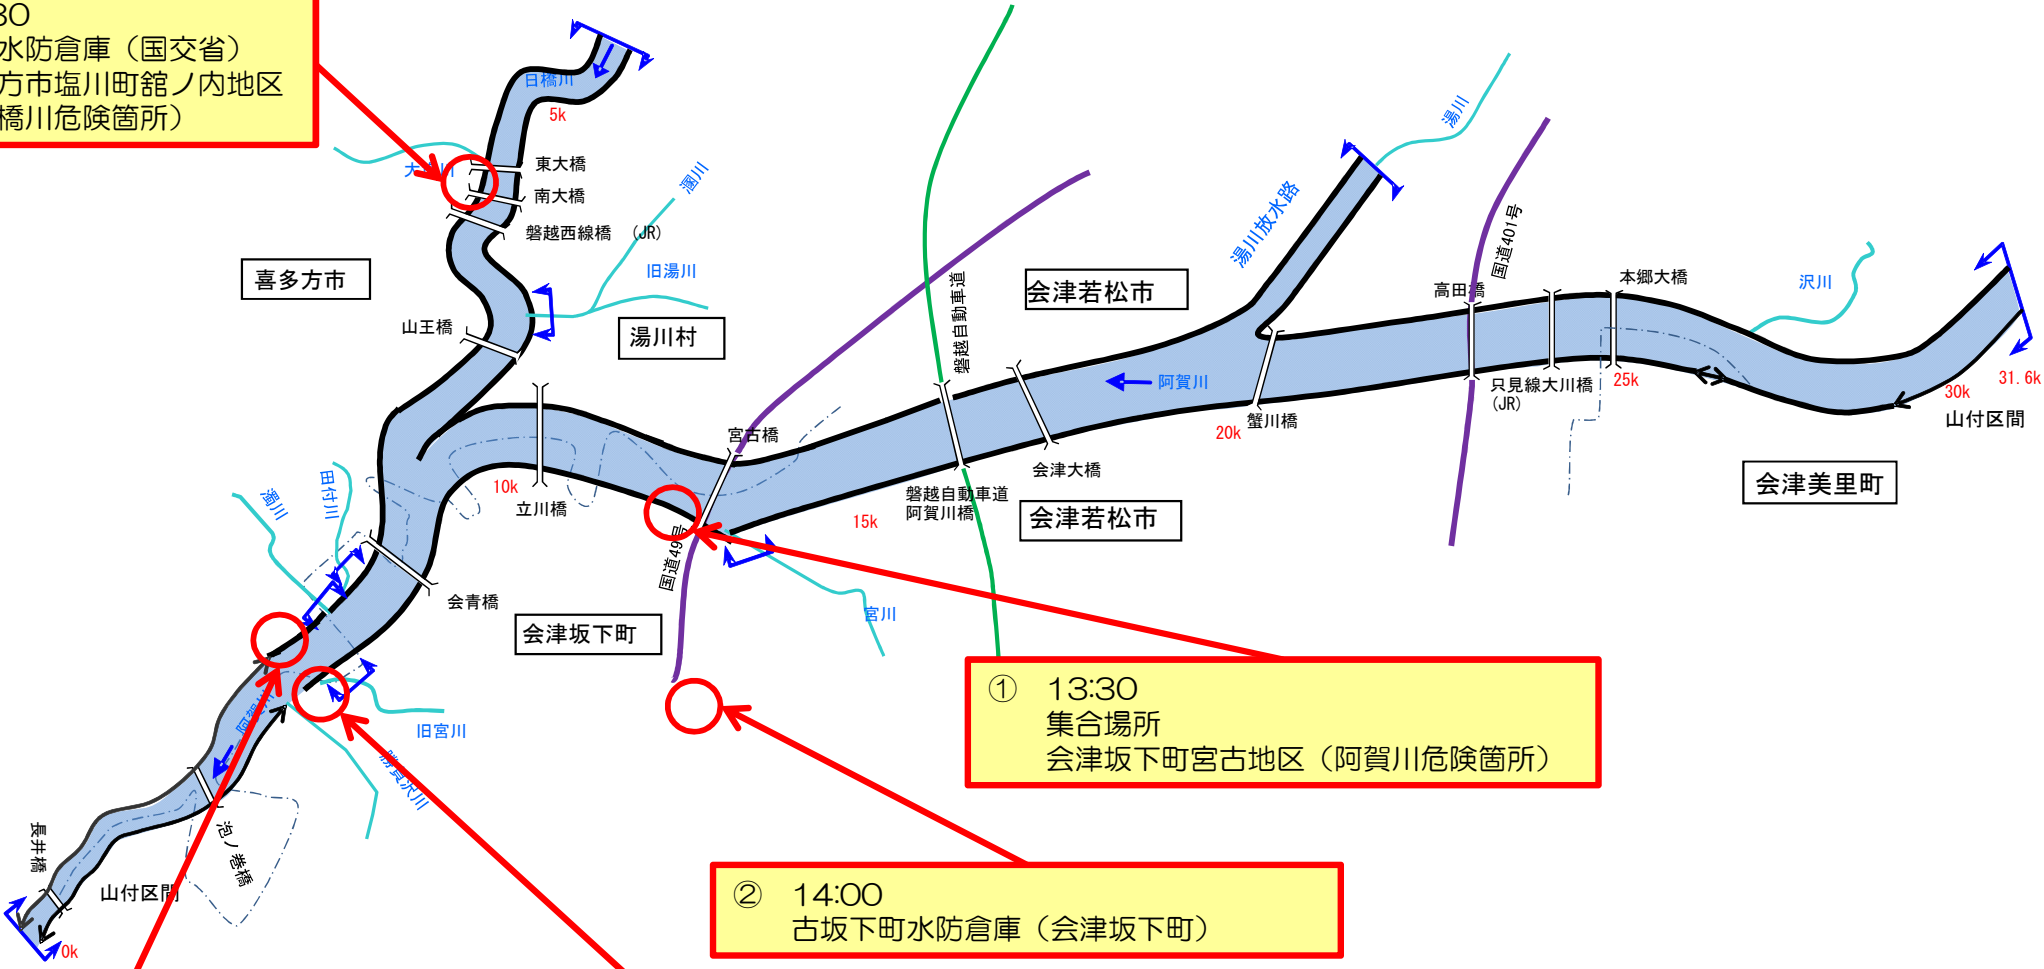 30
水防倉庫（国交省）
方市塩川町舘ノ内地区
橋川危険箇所）
日橋川
5k
東大橋
南大橋
磐越西線橋　（JR）
濁川
旧湯川
喜多方市
山王橋
湯川村
磐越自動車道
会津若松市
湯川放水路
湯川
国道401号
高田橋
本郷大橋
沢川
阿賀川
只見線大川橋
(JR)
25k
30k
31.6k
山付区間
会津美里町
蟹川橋
20k
会津大橋
磐越自動車道
阿賀川橋
会津若松市
15k
宮古橋
国道49号
10k
立川橋
田付川
濁川
会青橋
会津坂下町
宮川
① 13:30
集合場所
会津坂下町宮古地区（阿賀川危険箇所）
旧宮川
阿賀川
勝賀沢川
泡ノ巻橋
長井橋
山付区間
0k
② 14:00
古坂下町水防倉庫（会津坂下町）